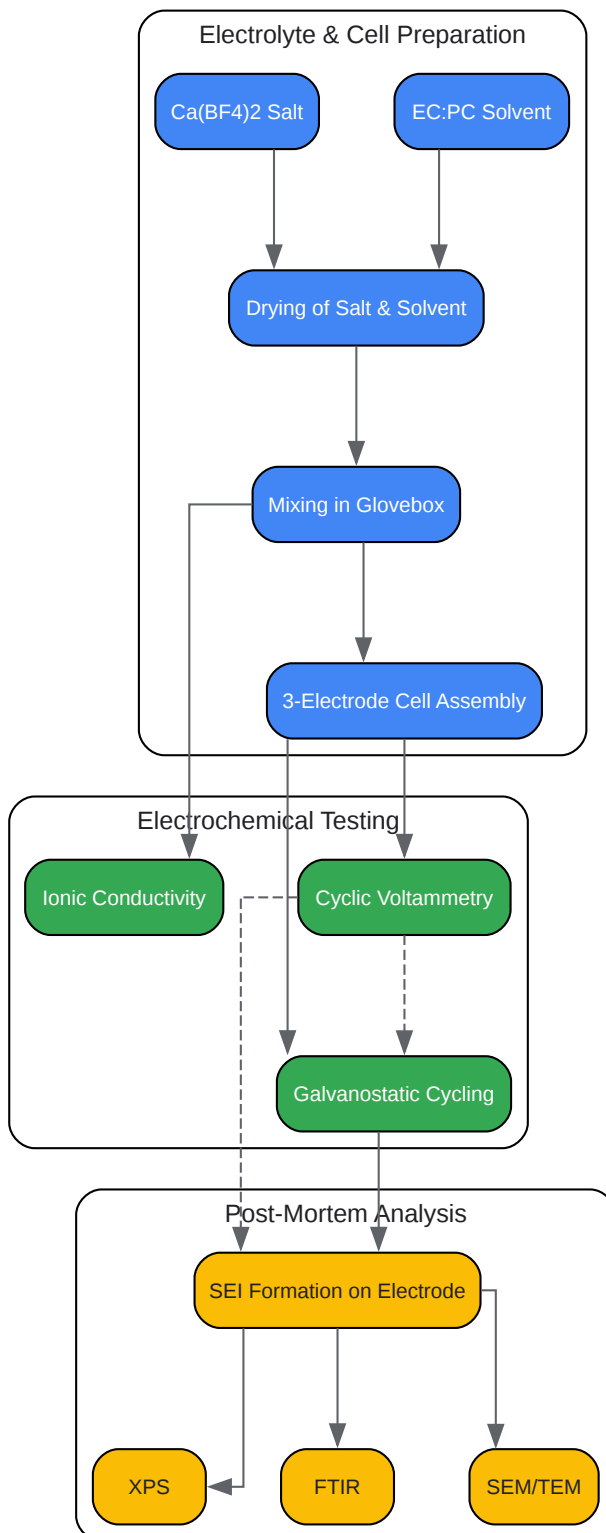 Electrolyte & Cell Preparation
Ca(BF4)2 Salt
EC:PC Solvent
Drying of Salt & Solvent
Mixing in Glovebox
3-Electrode Cell Assembly
Electrochemical Testing
Ionic Conductivity
Cyclic Voltammetry
Galvanostatic Cycling
Post-Mortem Analysis
SEI Formation on Electrode
XPS
FTIR
SEM/TEM